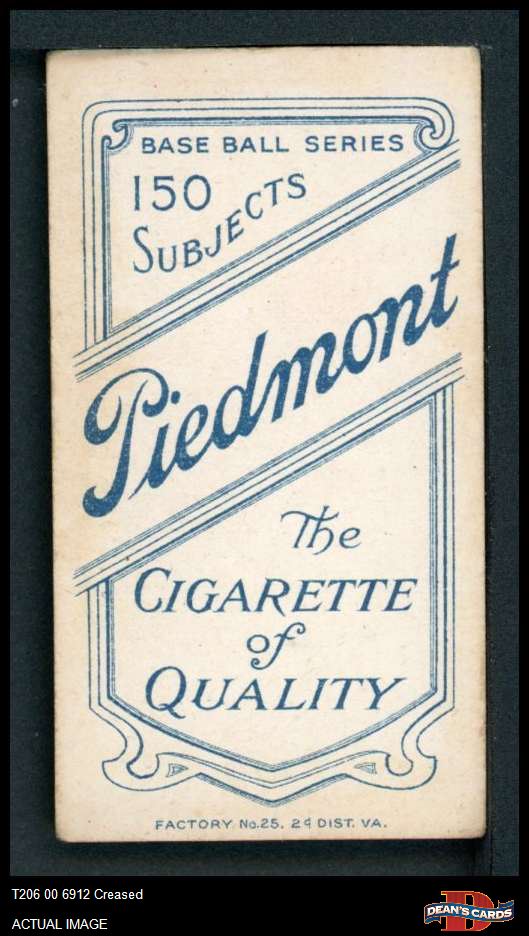 BASE BALL SERIES
150
SUBJECTS
Piedmont
The
CIGARETTE
of
QUALITY
FACTORY No.25. 2d DIST. VA.
T206 00 6912 Creased
ACTUAL IMAGE
D
DEAN'S CARDS